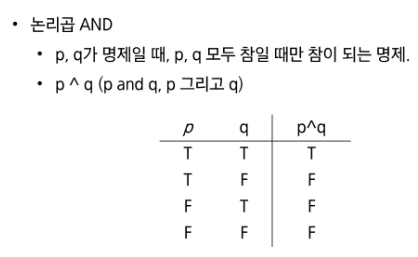 • 논리곱 AND
• p, q가 명제일 때, p, q 모두 참일 때만 참이 되는 명제.
• p ^ q (p and q, p 그리고 q)
p q p^q
T T T
T F F
F T F
F F F